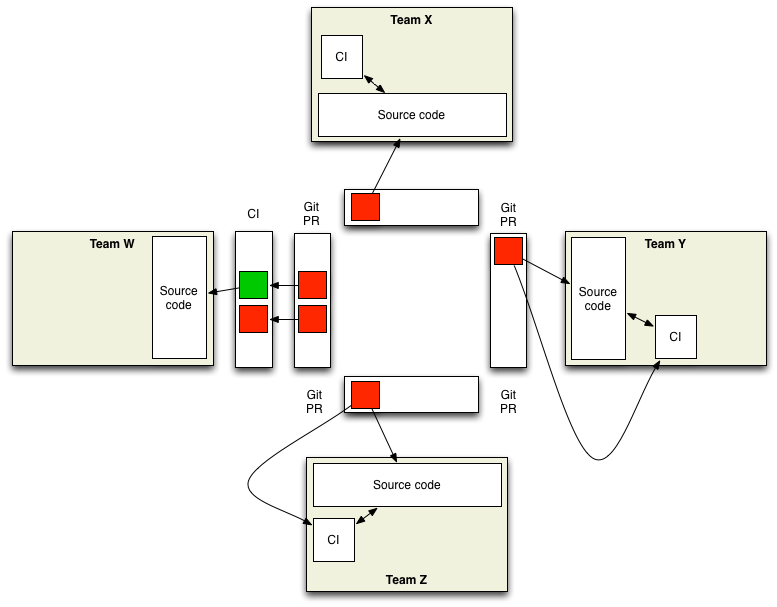 Team X
CI
Source code
CI
Git
PR
Git
PR
Team W
Source
code
Team Y
Source
code
CI
Git
PR
Git
PR
Source code
CI
Team Z